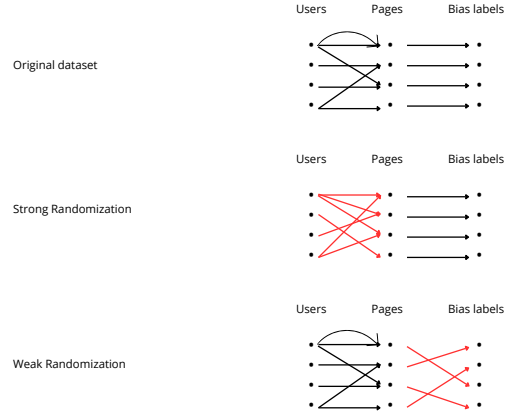 Users Pages Bias labels
Original dataset
Users Pages Bias labels
Strong Randomization
Users Pages Bias labels
Weak Randomization